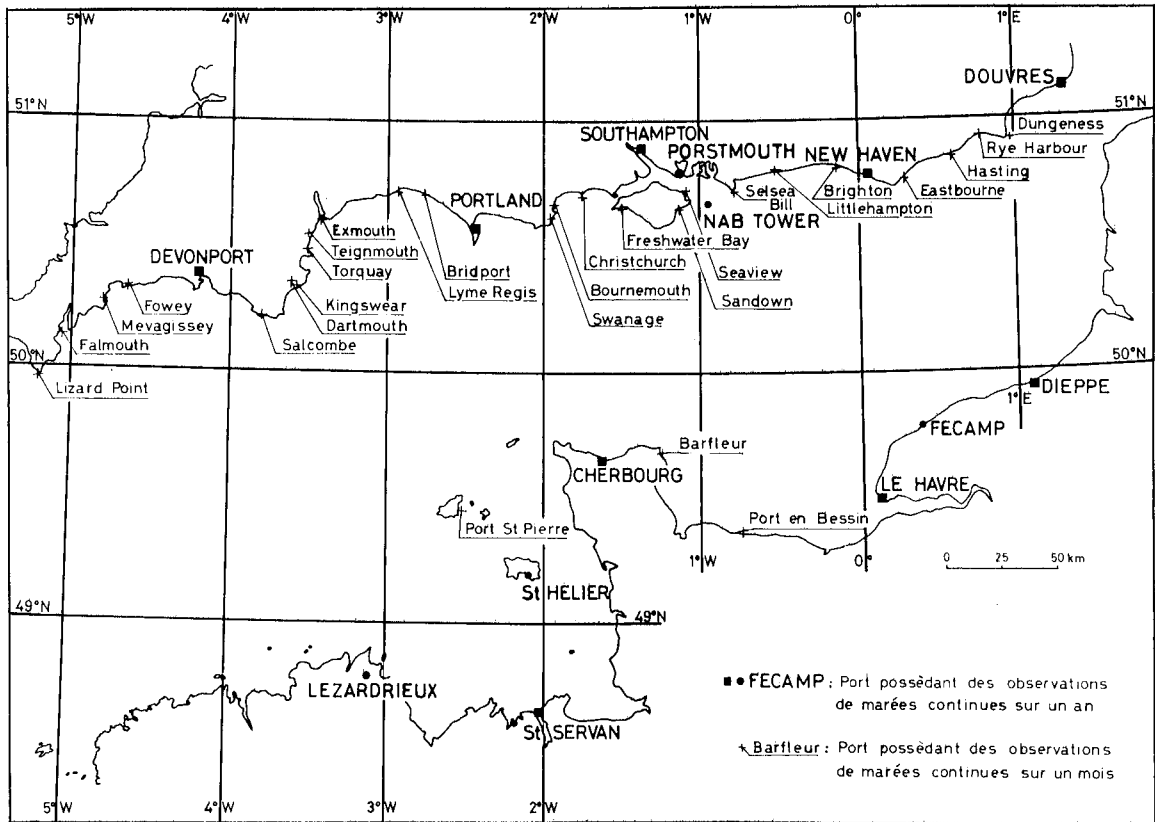 5°W
4°W
3°W
2°W
1°W
0°
1°E
51°N
51°N
DOUVRES
Dungeness
Rye Harbour
Hasting
Eastbourne
SOUTHAMPTON
PORSTMOUTH
NEW HAVEN
Brighton
Littlehampton
Selsea
Bill
NAB TOWER
PORTLAND
Exmouth
Teignmouth
Torquay
Kingswear
Dartmouth
Bridport
Lyme Regis
Freshwater Bay
Christchurch
Bournemouth
Swanage
Seaview
Sandown
DEVONPORT
Fowey
Mevagissey
Falmouth
Salcombe
50°N
50°N
Lizard Point
DIEPPE
1°E
FECAMP
Barfleur
CHERBOURG
LE HAVRE
Port St Pierre
Port en Bessin
1°W
0°
0 25 50 km
St HELIER
49°N
49°N
LEZARDRIEUX
St SERVAN
FECAMP : Port possèdant des observations
de marées continues sur un an
Barfleur : Port possèdant des observations
de marées continues sur un mois
5°W
4°W
3°W
2°W